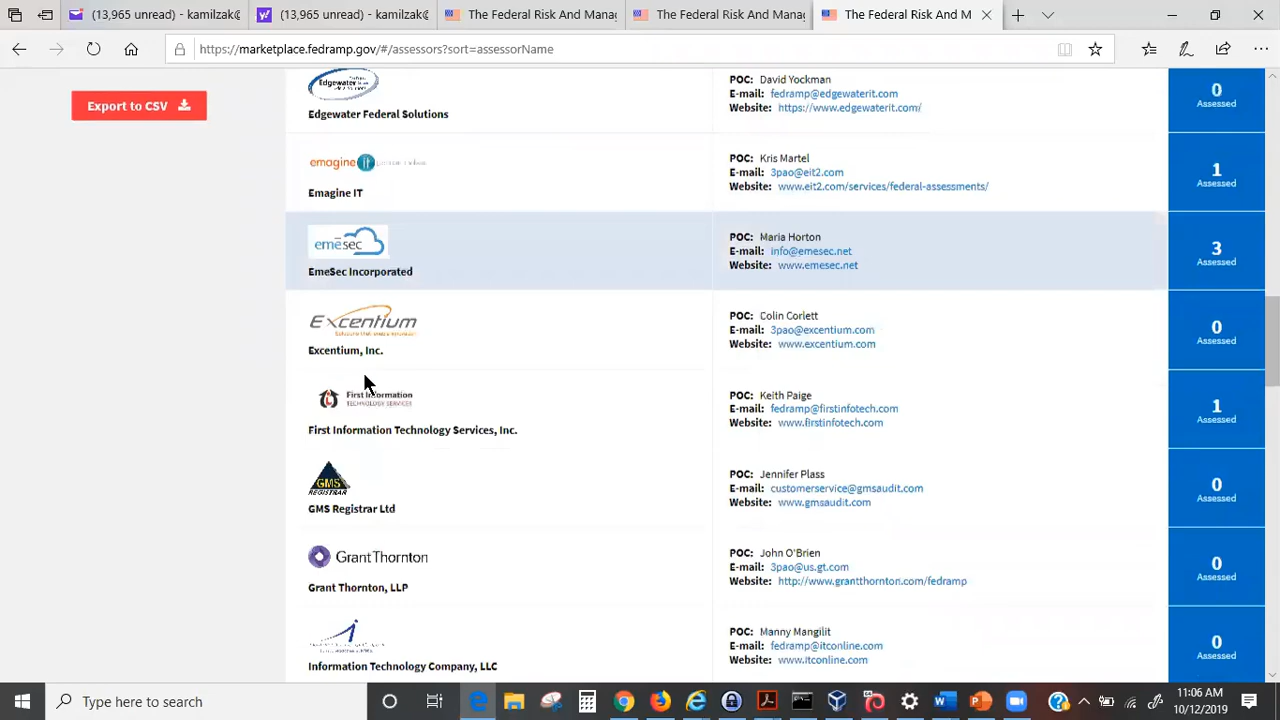 (13,965 unread) - kamilzak
(13,965 unread) - kamilzak
The Federal Risk And Manag
The Federal Risk And Manag
The Federal Risk And M
https://marketplace.fedramp.gov/#/assessors?sort=assessorName
Export to CSV
Edgewater
Edgewater Federal Solutions
POC: David Yockman
E-mail: fedramp@edgewaterit.com
Website: https://www.edgewaterit.com/
0
Assessed
emagine it
Emagine IT
POC: Kris Martel
E-mail: 3pao@eit2.com
Website: www.eit2.com/services/federal-assessments/
1
Assessed
emēsec
EmeSec Incorporated
POC: Maria Horton
E-mail: info@emesec.net
Website: www.emesec.net
3
Assessed
Excentium
Excentium, Inc.
POC: Colin Corlett
E-mail: 3pao@excentium.com
Website: www.excentium.com
0
Assessed
First Information
TECHNOLOGY SERVICES
First Information Technology Services, Inc.
POC: Keith Paige
E-mail: fedramp@firstinfotech.com
Website: www.firstinfotech.com
1
Assessed
GMS
REGISTRAR
GMS Registrar Ltd
POC: Jennifer Plass
E-mail: customerservice@gmsaudit.com
Website: www.gmsaudit.com
0
Assessed
GrantThornton
Grant Thornton, LLP
POC: John O'Brien
E-mail: 3pao@us.gt.com
Website: http://www.grantthornton.com/fedramp
0
Assessed
Information Technology Company, LLC
POC: Manny Mangilit
E-mail: fedramp@itconline.com
Website: www.itconline.com
0
Assessed
Type here to search
11:06 AM
10/12/2019